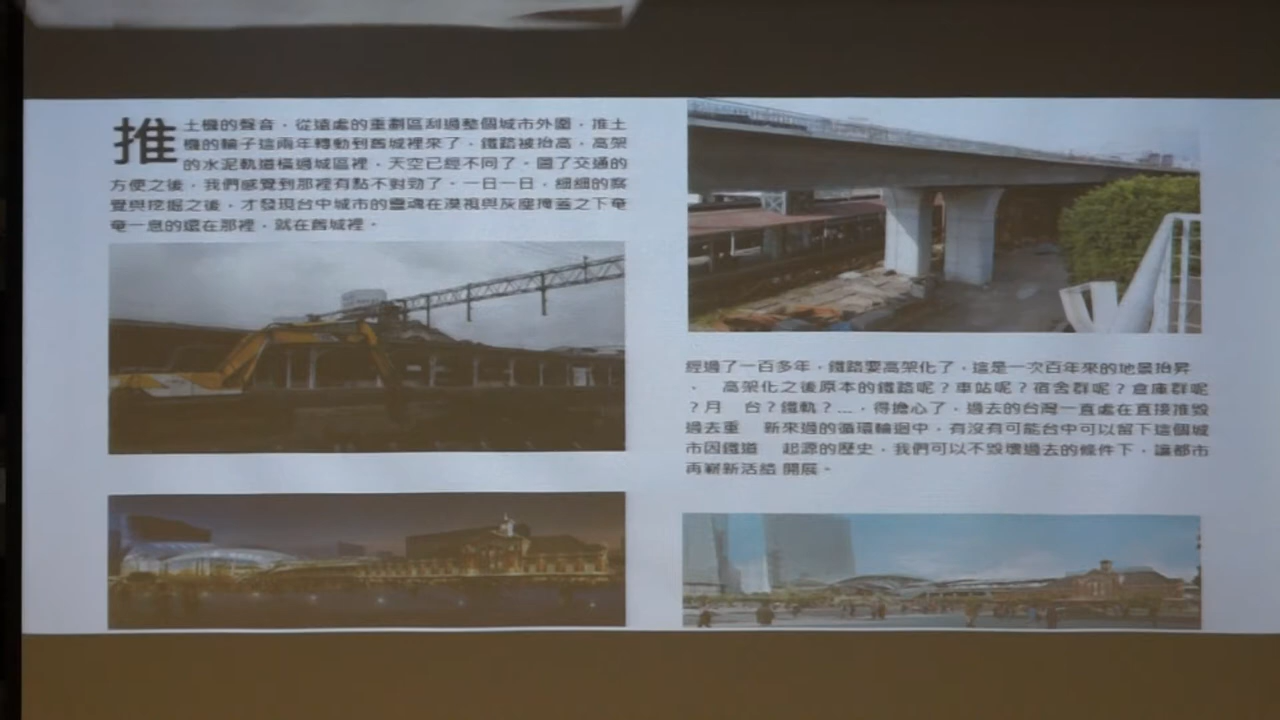 推土機的聲音，從遠處的重劃區刮過整個城市外圍，推土
機的輪子這兩年轉動到舊城裡來了，鐵路被抬高，高架
的水泥軌道橫過城區裡，天空已經不同了。圖了交通的
方便之後，我們感覺到那裡有點不對勁了。一日一日，細細的察
覺與挖掘之後，才發現台中城市的靈魂在漠視與灰塵掩蓋之下奄
奄一息的還在那裡，就在舊城裡。
經過了一百多年，鐵路要高架化了，這是一次百年來的地景抬昇
、 高架化之後原本的鐵路呢？車站呢？宿舍群呢？倉庫群呢
？月 台？鐵軌？...，得擔心了，過去的台灣一直處在直接推毀
過去重 新來過的循環輪迴中，有沒有可能台中可以留下這個城
市因鐵道 起源的歷史，我們可以不毀壞過去的條件下，讓都市
再嶄新活絡 開展。